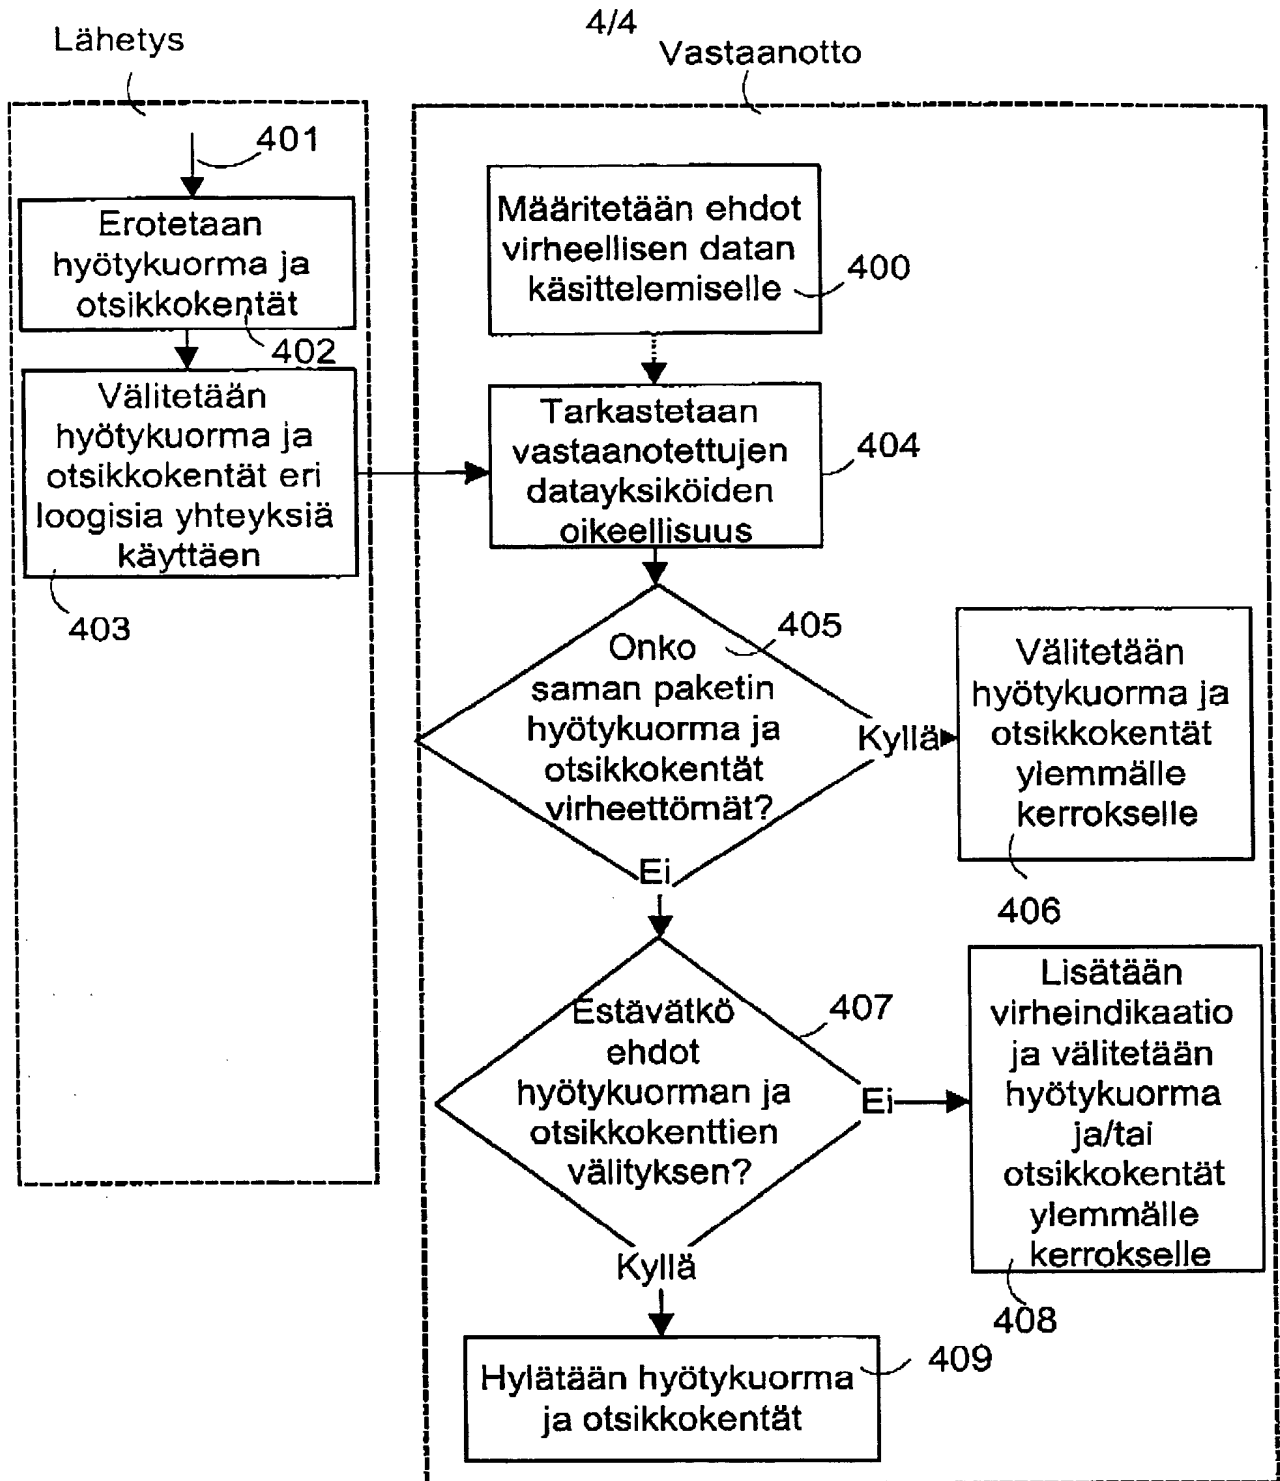 4/4
Lähetys
Vastaanotto
401
Erotetaan
hyötykuorma ja
otsikkokentät
402
Välitetään
hyötykuorma ja
otsikkokentät eri
loogisia yhteyksiä
käyttäen
403
Määritetään ehdot
virheellisen datan
käsittelemiselle
400
Tarkastetaan
vastaanotettujen
datayksiköiden
oikeellisuus
404
405
Onko
saman paketin
hyötykuorma ja
otsikkokentät
virheettömät?
Kyllä
Ei
Välitetään
hyötykuorma ja
otsikkokentät
ylemmälle
kerrokselle
406
407
Estävätkö
ehdot
hyötykuorman ja
otsikkokenttien
välityksen?
Ei
Kyllä
Lisätään
virheindikaatio
ja välitetään
hyötykuorma
ja/tai
otsikkokentät
ylemmälle
kerrokselle
408
Hylätään hyötykuorma
ja otsikkokentät
409